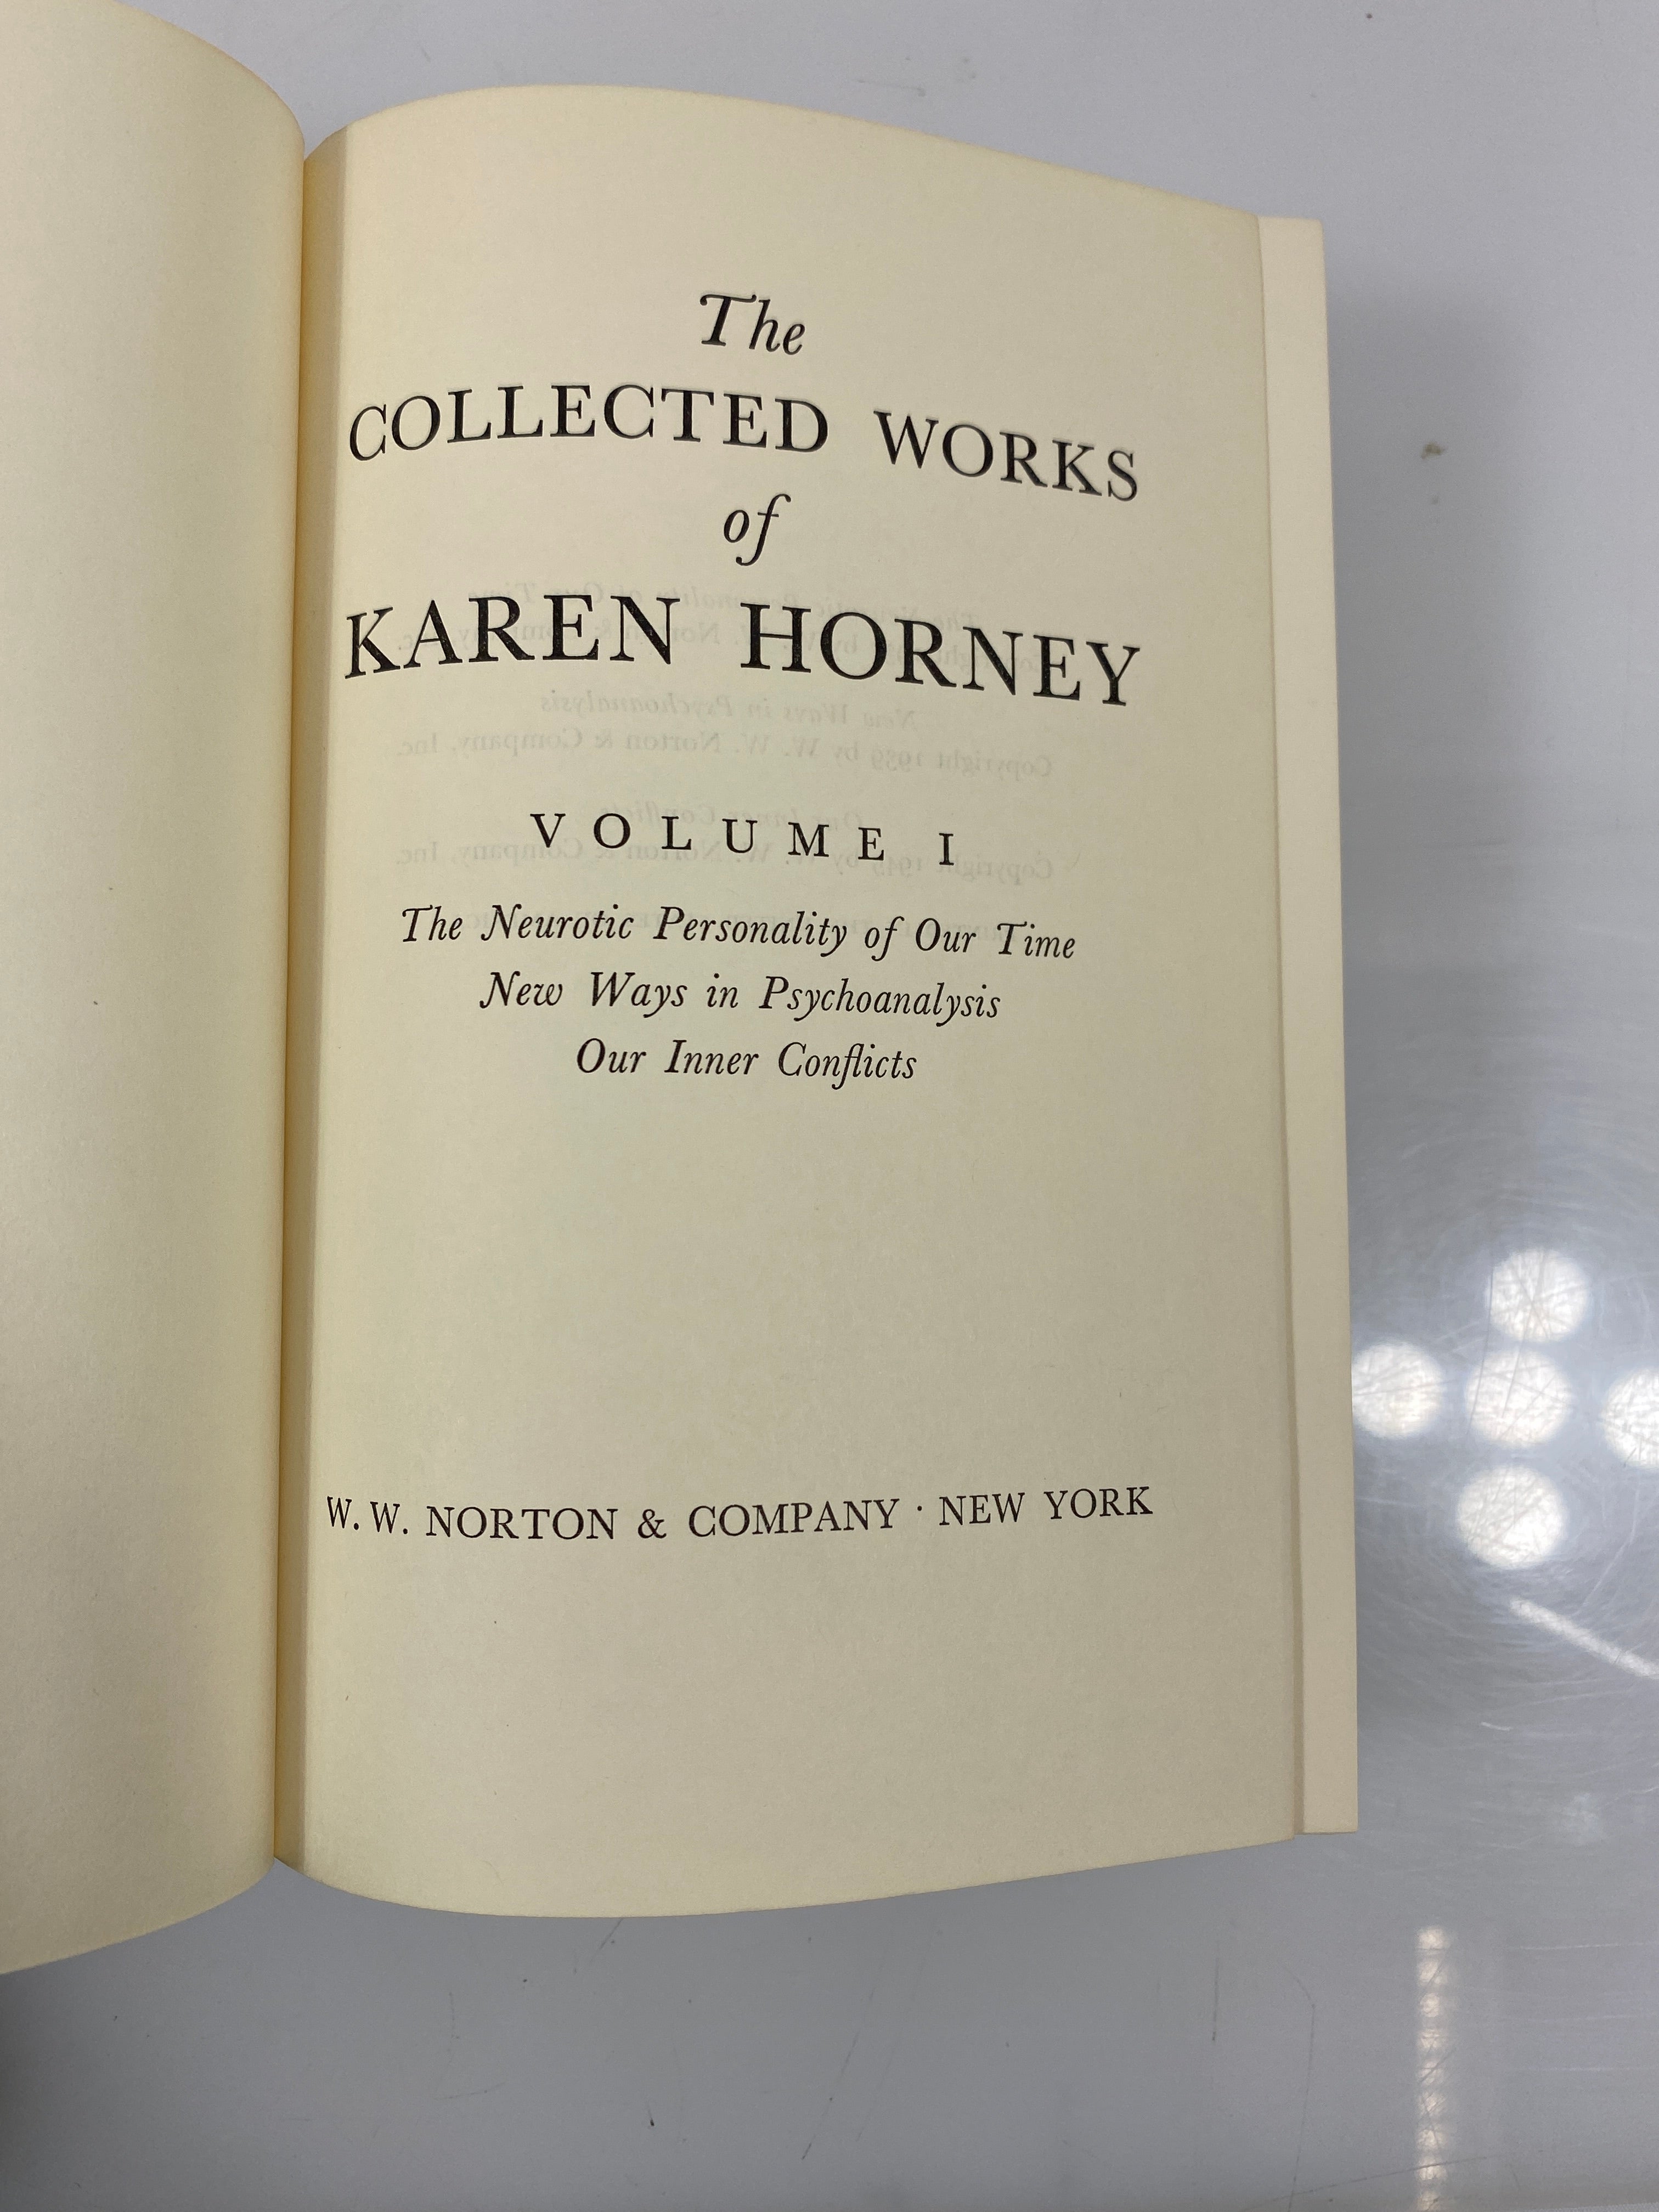 The
COLLECTED WORKS
of
KAREN HORNEY
VOLUME I
The Neurotic Personality of Our Time
New Ways in Psychoanalysis
Our Inner Conflicts
W. W. NORTON & COMPANY · NEW YORK